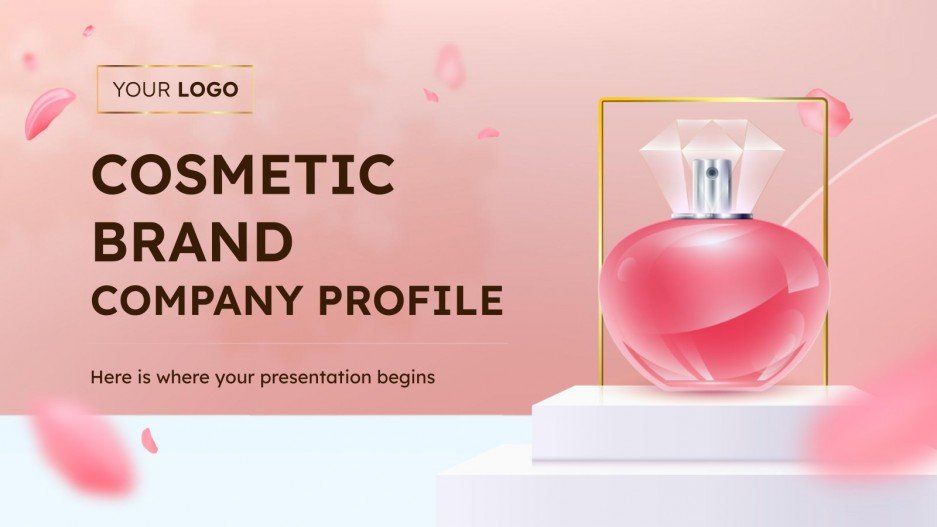 YOUR LOGO
COSMETIC
BRAND
COMPANY PROFILE
Here is where your presentation begins